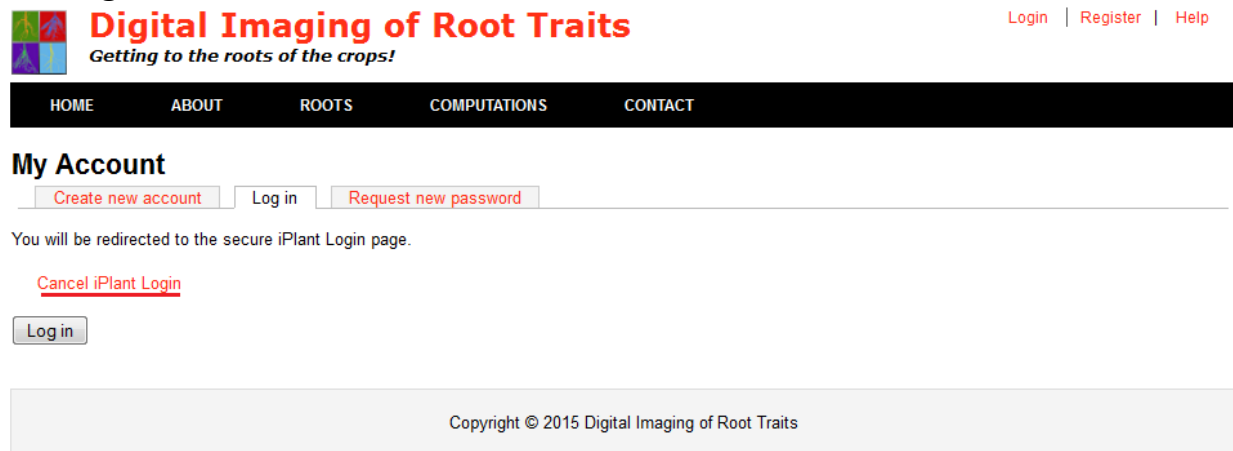 Digital Imaging of Root Traits
Getting to the roots of the crops!
Login | Register | Help
HOME ABOUT ROOTS COMPUTATIONS CONTACT
My Account
Create new account Log in Request new password
You will be redirected to the secure iPlant Login page.
Cancel iPlant Login
Log in
Copyright © 2015 Digital Imaging of Root Traits